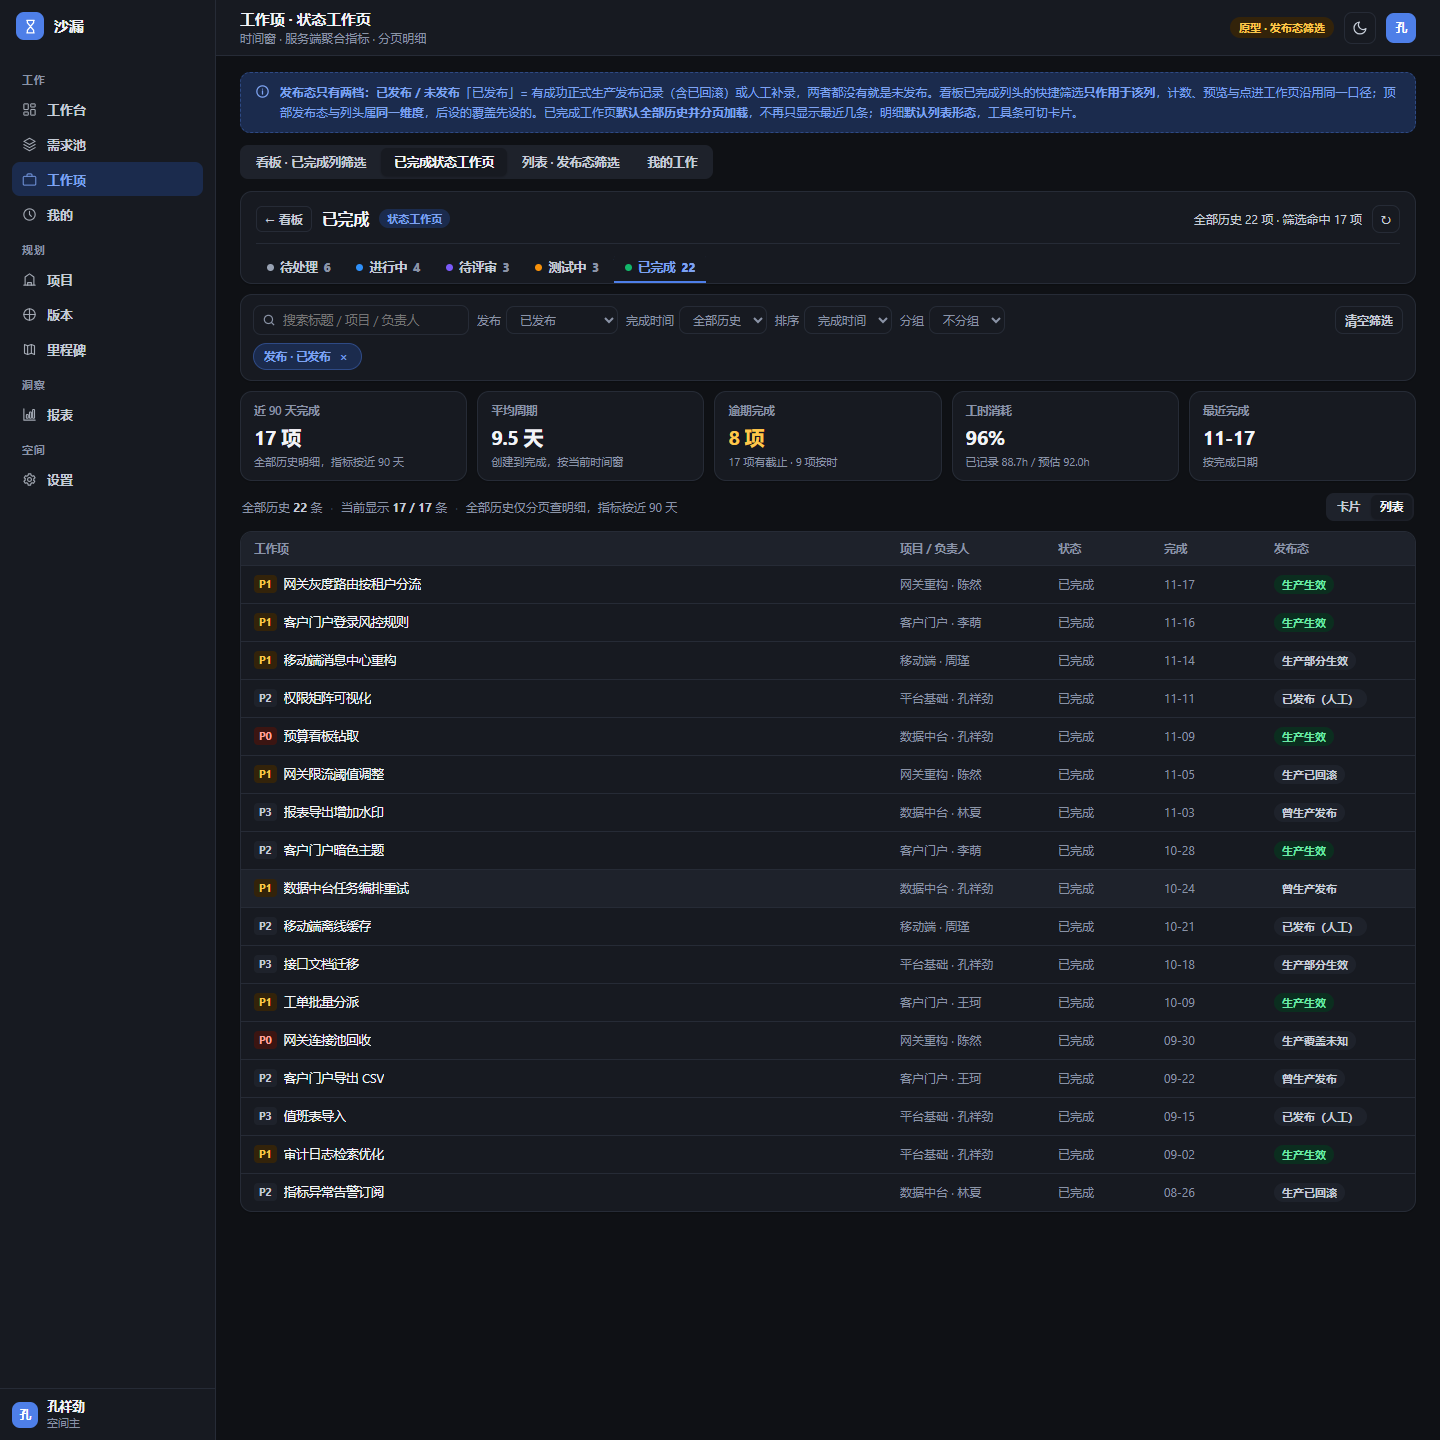 沙漏
工作
工作台
需求池
工作项
我的
规划
项目
版本
里程碑
洞察
报表
空间
设置
孔
孔祥劲
空间主
工作项 · 状态工作页
时间窗 · 服务端聚合指标 · 分页明细
原型 · 发布态筛选
孔
发布态只有两档：已发布 / 未发布「已发布」= 有成功正式生产发布记录（含已回滚）或人工补录，两者都没有就是未发布。看板已完成列头的快捷筛选只作用于该列，计数、预览与点进工作页沿用同一口径；顶
部发布态与列头属同一维度，后设的覆盖先设的。已完成工作页默认全部历史并分页加载，不再只显示最近几条；明细默认列表形态，工具条可切卡片。
看板 · 已完成列筛选 已完成状态工作页 列表 · 发布态筛选 我的工作
← 看板 已完成 状态工作页 全部历史 22 项 · 筛选命中 17 项 ↻
待处理 6 进行中 4 待评审 3 测试中 3 已完成 22
搜索标题 / 项目 / 负责人 发布 已发布 完成时间 全部历史 排序 完成时间 分组 不分组 清空筛选
发布 · 已发布 ×
近 90 天完成
17 项
全部历史明细，指标按近 90 天
平均周期
9.5 天
创建到完成，按当前时间窗
逾期完成
8 项
17 项有截止 · 9 项按时
工时消耗
96%
已记录 88.7h / 预估 92.0h
最近完成
11-17
按完成日期
全部历史 22 条 · 当前显示 17 / 17 条 · 全部历史仅分页查明细，指标按近 90 天 卡片 列表
工作项 项目 / 负责人 状态 完成 发布态
P1 网关灰度路由按租户分流 网关重构 · 陈然 已完成 11-17 生产生效
P1 客户门户登录风控规则 客户门户 · 李萌 已完成 11-16 生产生效
P1 移动端消息中心重构 移动端 · 周瑾 已完成 11-14 生产部分生效
P2 权限矩阵可视化 平台基础 · 孔祥劲 已完成 11-11 已发布（人工）
P0 预算看板钻取 数据中台 · 孔祥劲 已完成 11-09 生产生效
P1 网关限流阈值调整 网关重构 · 陈然 已完成 11-05 生产已回滚
P3 报表导出增加水印 数据中台 · 林夏 已完成 11-03 曾生产发布
P2 客户门户暗色主题 客户门户 · 李萌 已完成 10-28 生产生效
P1 数据中台任务编排重试 数据中台 · 孔祥劲 已完成 10-24 曾生产发布
P2 移动端离线缓存 移动端 · 周瑾 已完成 10-21 已发布（人工）
P3 接口文档迁移 平台基础 · 孔祥劲 已完成 10-18 生产部分生效
P1 工单批量分派 客户门户 · 王珂 已完成 10-09 生产生效
P0 网关连接池回收 网关重构 · 陈然 已完成 09-30 生产覆盖未知
P2 客户门户导出 CSV 客户门户 · 王珂 已完成 09-22 曾生产发布
P3 值班表导入 平台基础 · 孔祥劲 已完成 09-15 已发布（人工）
P1 审计日志检索优化 平台基础 · 孔祥劲 已完成 09-02 生产生效
P2 指标异常告警订阅 数据中台 · 林夏 已完成 08-26 生产已回滚